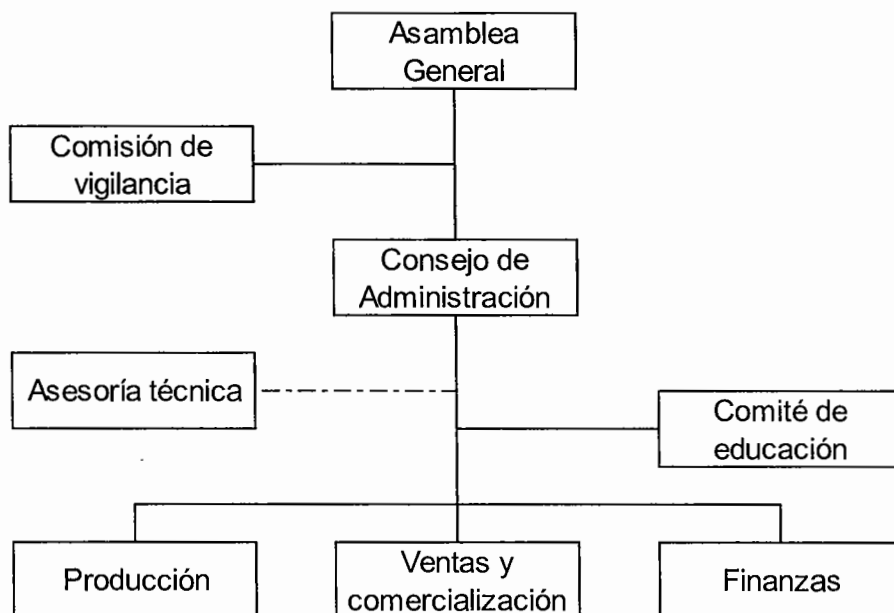 Asamblea
General
Comisión de
vigilancia
Consejo de
Administración
Asesoría técnica
Comité de
educación
Producción
Ventas y
comercialización
Finanzas